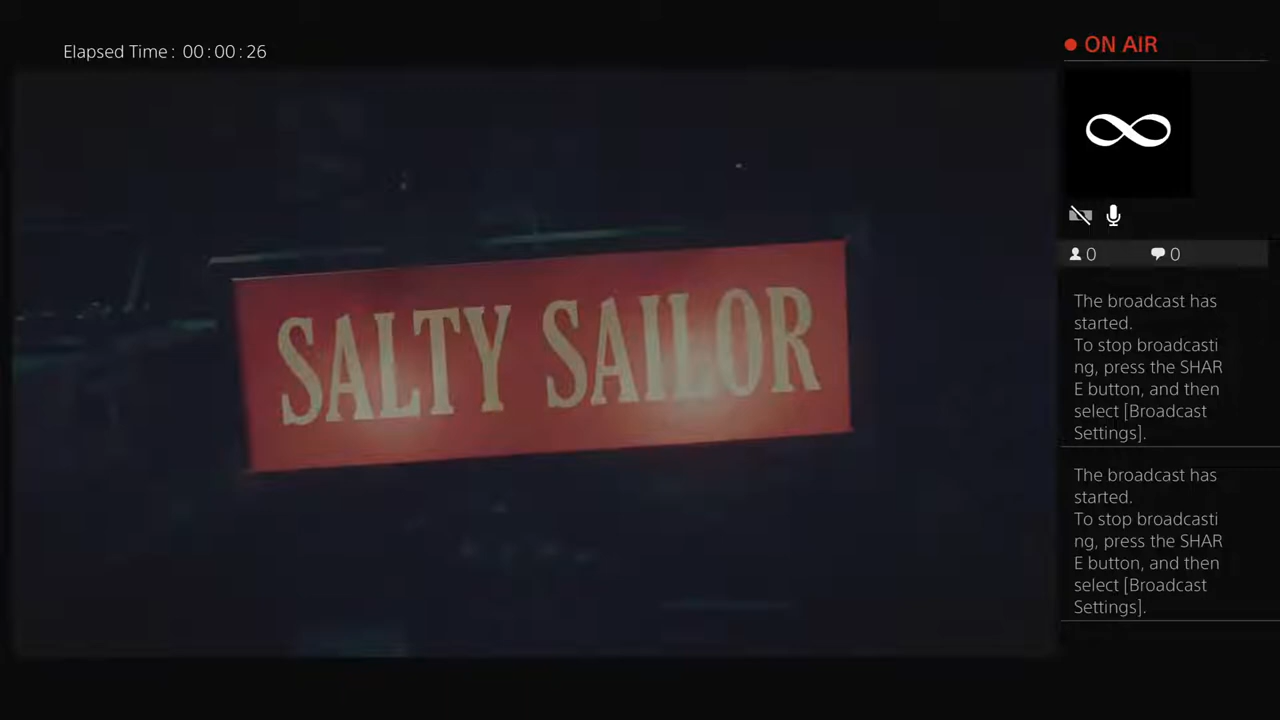 Elapsed Time: 00:00:26
ON AIR
SALTY SAILOR
0
0
The broadcast has
started.
To stop broadcasti
ng, press the SHAR
E button, and then
select [Broadcast
Settings].
The broadcast has
started.
To stop broadcasti
ng, press the SHAR
E button, and then
select [Broadcast
Settings].